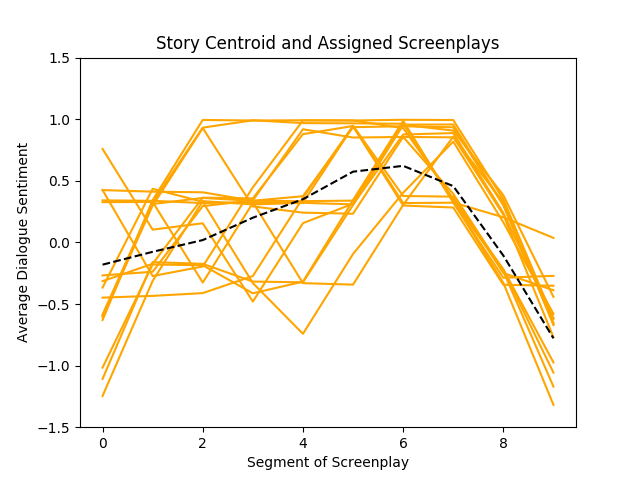 Story Centroid and Assigned Screenplays
1.5
1.0
0.5
0.0
−0.5
−1.0
−1.5
Average Dialogue Sentiment
0 2 4 6 8
Segment of Screenplay